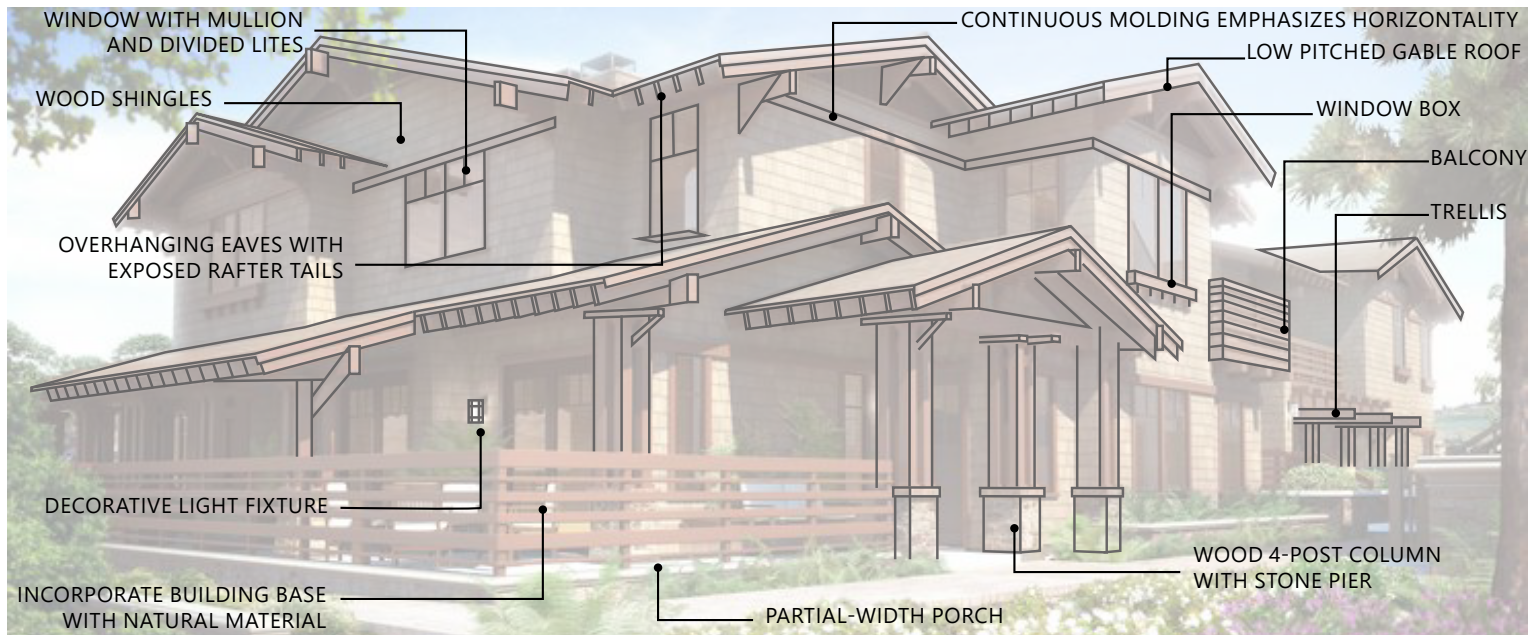 WINDOW WITH MULLION
AND DIVIDED LITES
WOOD SHINGLES
OVERHANGING EAVES WITH
EXPOSED RAFTER TAILS
DECORATIVE LIGHT FIXTURE
INCORPORATE BUILDING BASE
WITH NATURAL MATERIAL
PARTIAL-WIDTH PORCH
CONTINUOUS MOLDING EMPHASIZES HORIZONTALITY
LOW PITCHED GABLE ROOF
WINDOW BOX
BALCONY
TRELLIS
WOOD 4-POST COLUMN
WITH STONE PIER